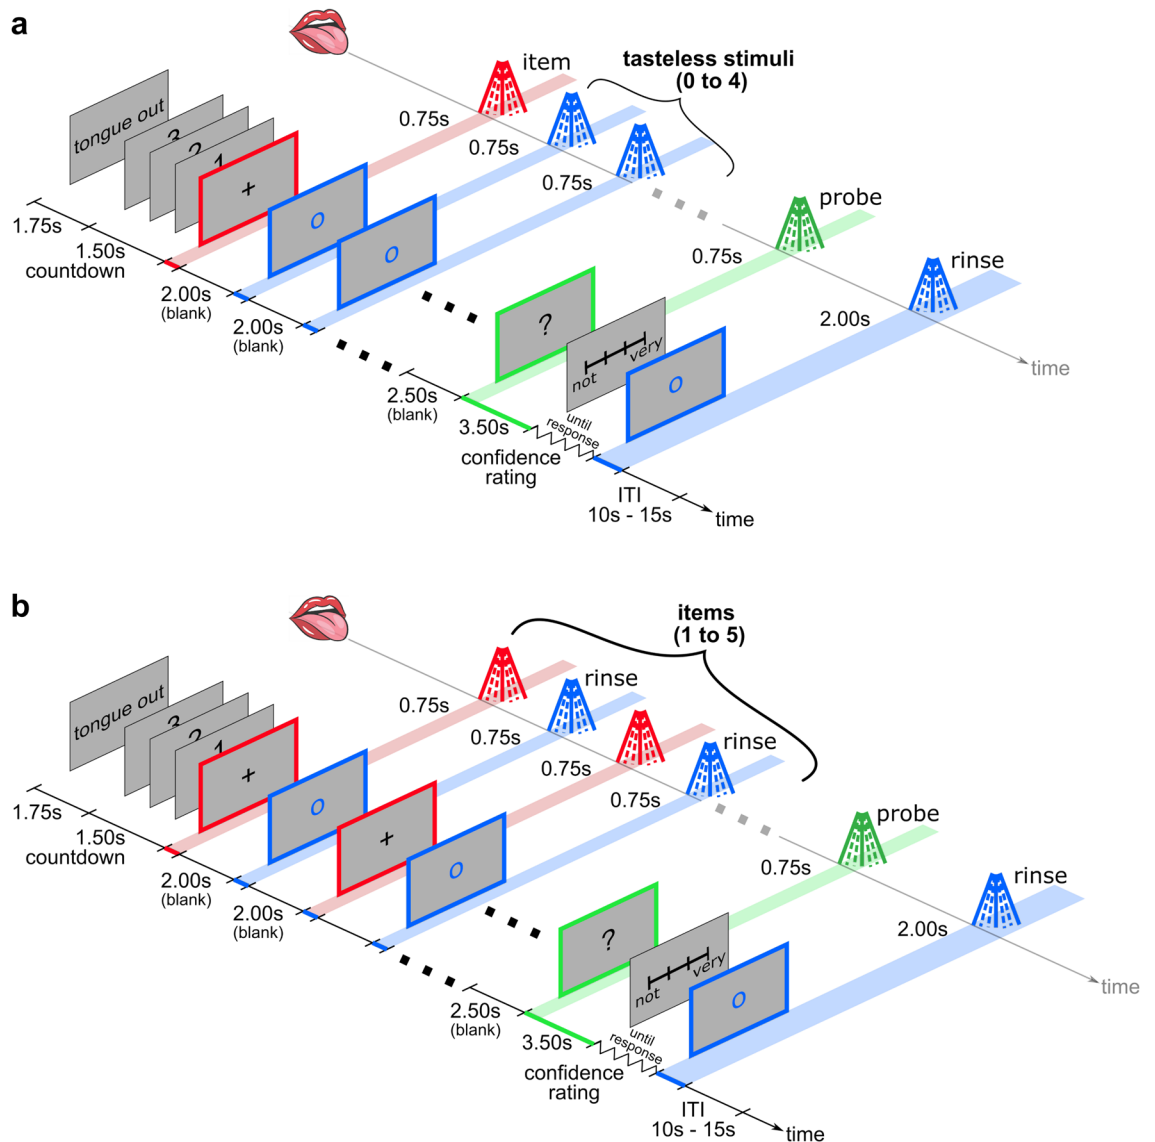 a
item
tasteless stimuli
(0 to 4)
0.75s
0.75s
0.75s
tongue out
3
2
1
+
O
O
1.75s
1.50s
countdown
2.00s
(blank)
2.00s
(blank)
probe
0.75s
rinse
2.00s
time
?
not
very
O
2.50s
(blank)
3.50s
until
response
confidence
rating
ITI
10s - 15s
time
b
items
(1 to 5)
rinse
rinse
0.75s
0.75s
0.75s
0.75s
tongue out
3
2
1
+
O
+
O
1.75s
1.50s
countdown
2.00s
(blank)
2.00s
(blank)
probe
0.75s
rinse
2.00s
time
?
not
very
O
2.50s
(blank)
3.50s
until
response
confidence
rating
ITI
10s - 15s
time